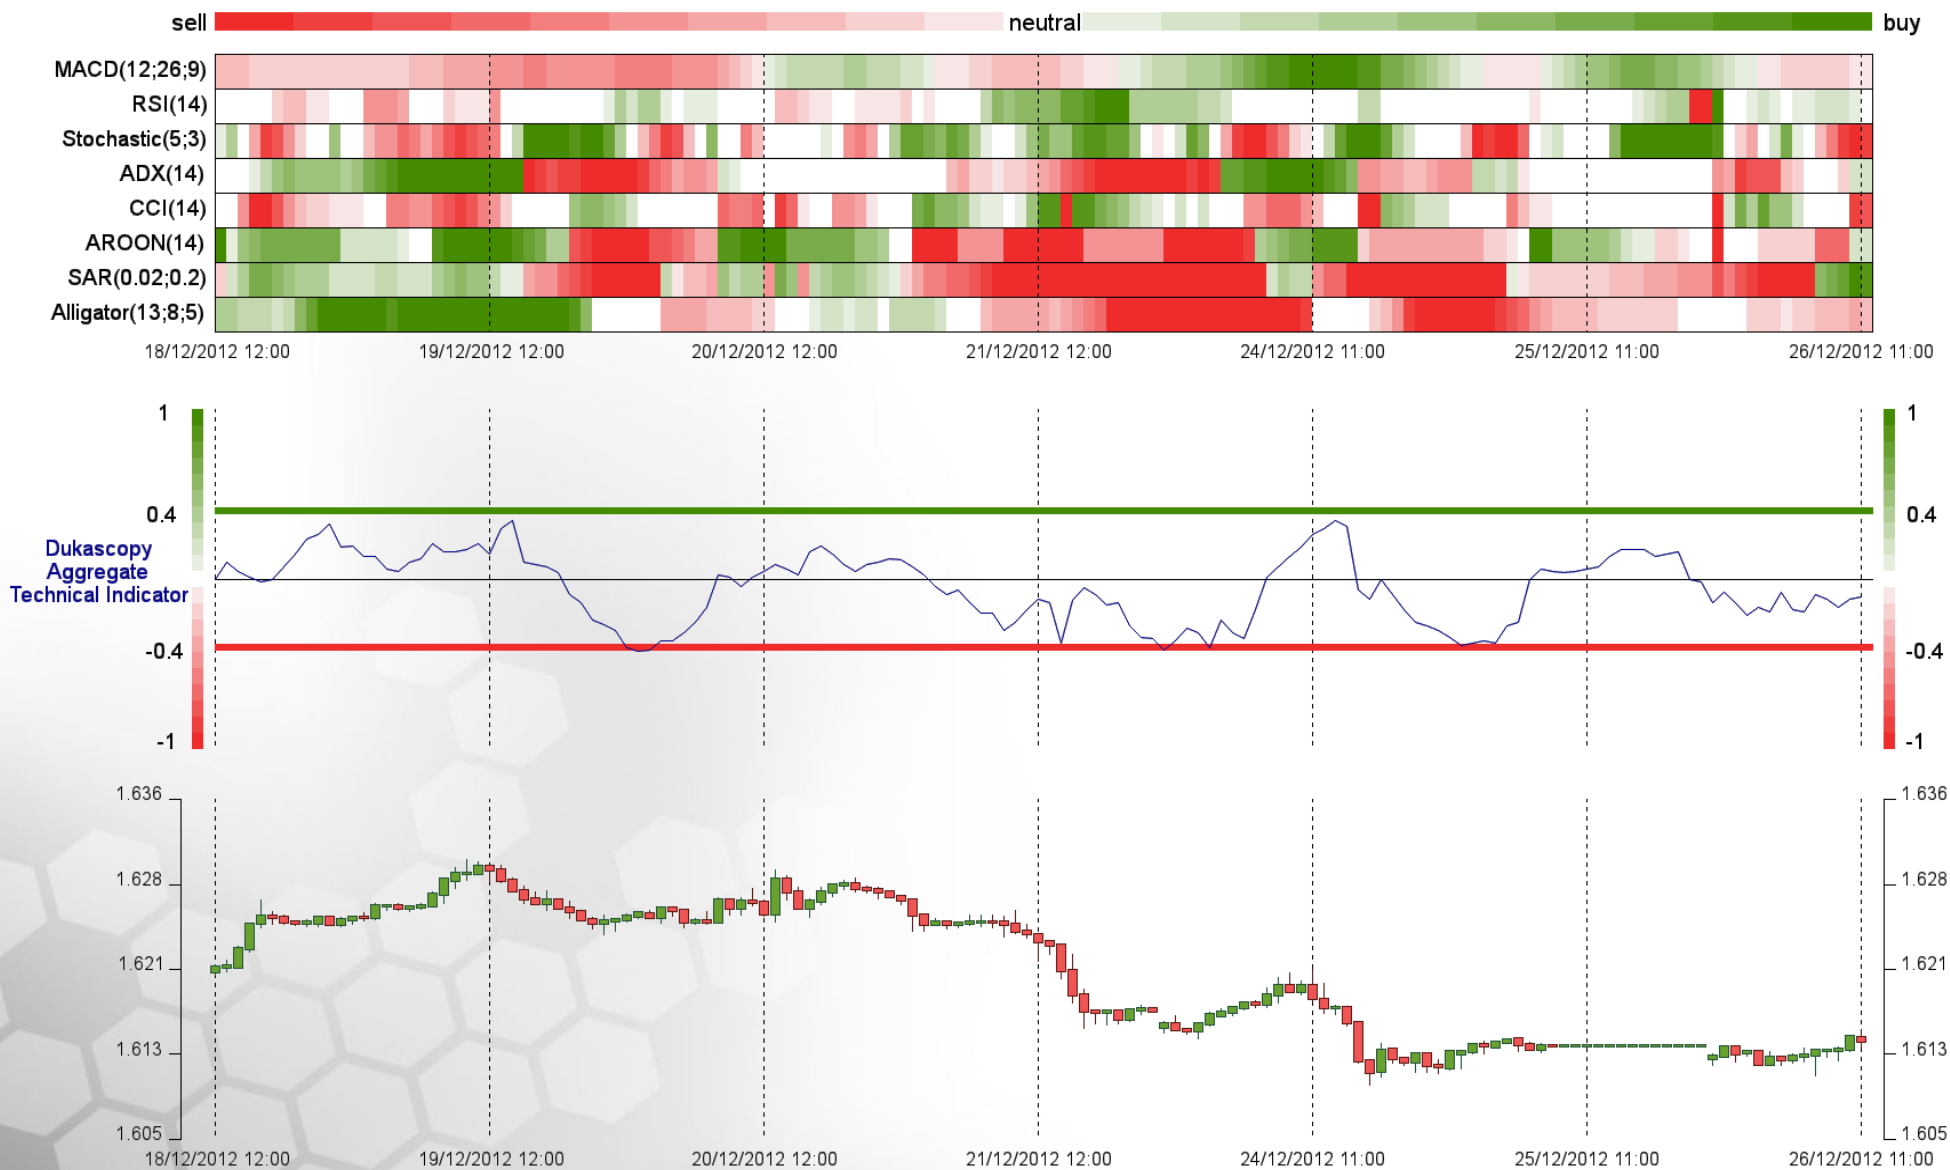 sell neutral buy
MACD(12;26;9)
RSI(14)
Stochastic(5;3)
ADX(14)
CCI(14)
AROON(14)
SAR(0.02;0.2)
Alligator(13;8;5)
18/12/2012 12:00 19/12/2012 12:00 20/12/2012 12:00 21/12/2012 12:00 24/12/2012 11:00 25/12/2012 11:00 26/12/2012 11:00
1 1
0.4 0.4
Dukascopy
Aggregate
Technical Indicator
-0.4 -0.4
-1 -1
1.636 1.636
1.628 1.628
1.621 1.621
1.613 1.613
1.605 1.605
18/12/2012 12:00 19/12/2012 12:00 20/12/2012 12:00 21/12/2012 12:00 24/12/2012 11:00 25/12/2012 11:00 26/12/2012 11:00